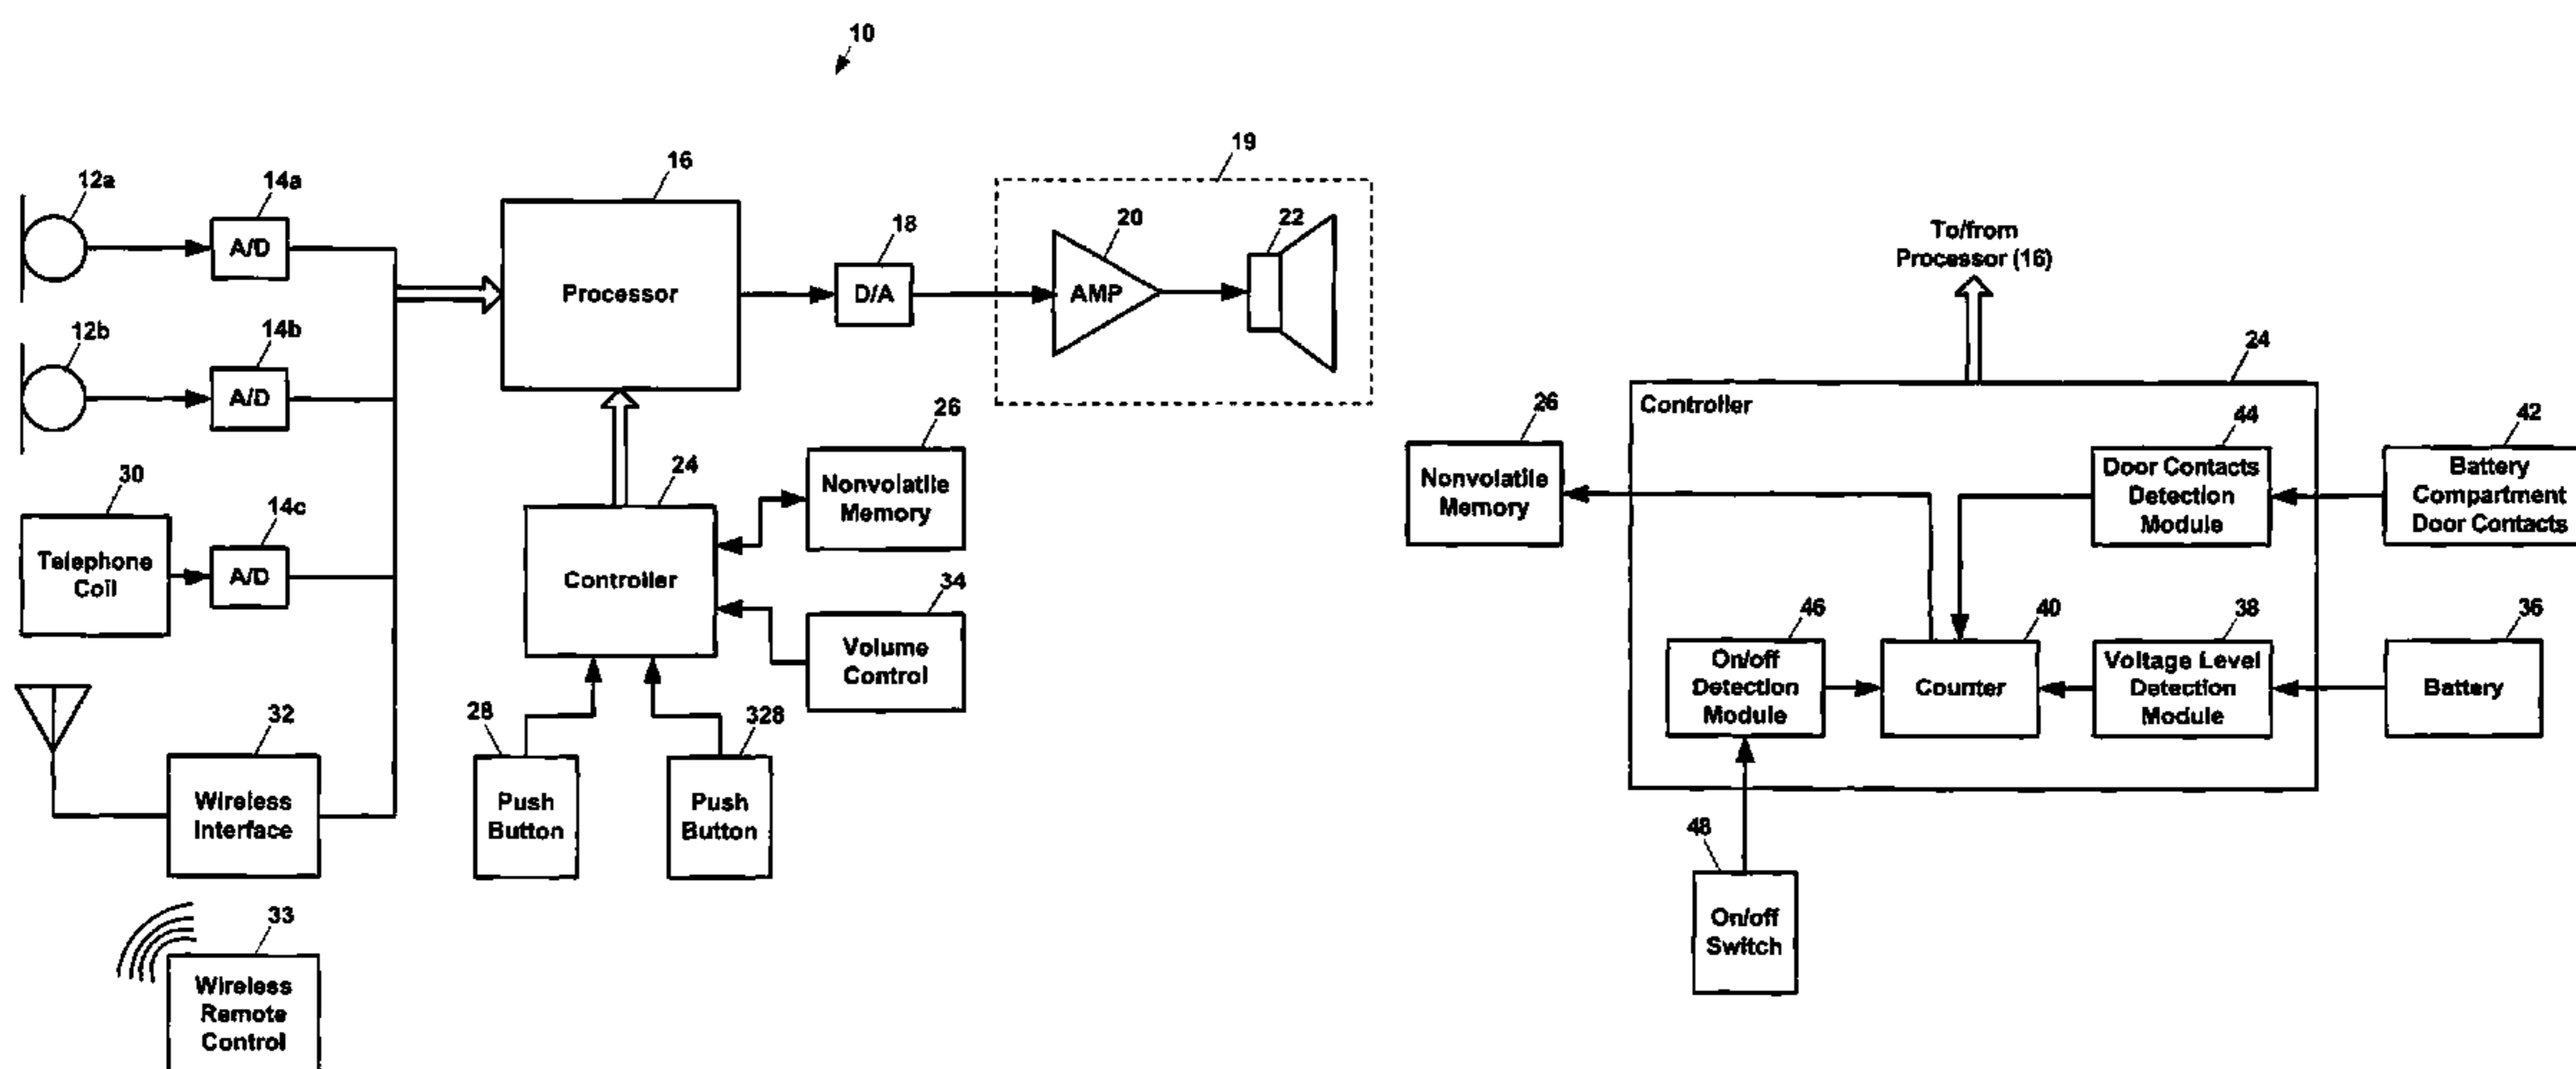 10
12a
14a
A/D
16
Processor
18
D/A
19
20
AMP
22
12b
14b
A/D
30
Telephone
Coil
14c
A/D
24
Controller
26
Nonvolatile
Memory
34
Volume
Control
32
Wireless
Interface
28
Push
Button
328
Push
Button
33
Wireless
Remote
Control
To/from
Processor (16)
24
Controller
26
Nonvolatile
Memory
44
Door Contacts
Detection
Module
42
Battery
Compartment
Door Contacts
46
On/off
Detection
Module
40
Counter
38
Voltage Level
Detection
Module
36
Battery
48
On/off
Switch